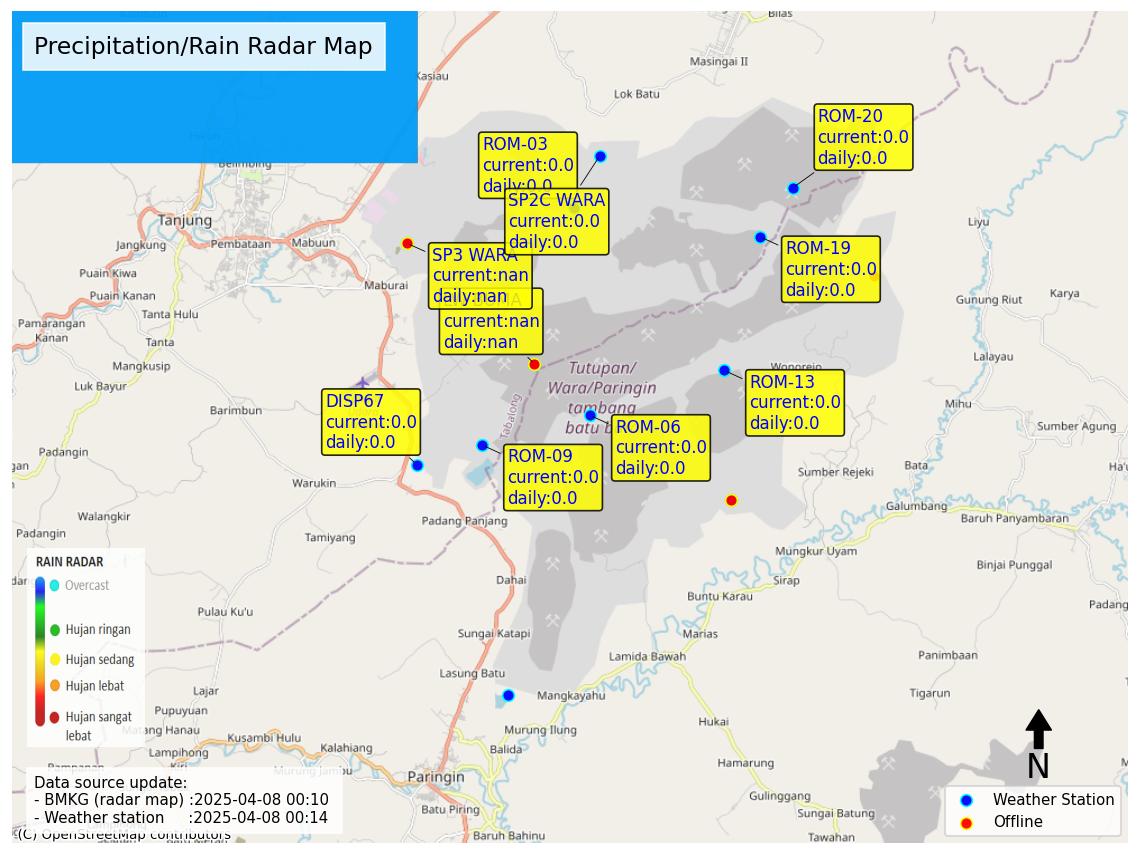 Precipitation/Rain Radar Map
Bilas
Masingai II
Kasiau
Lok Batu
Belimbing
ROM-20
current:0.0
daily:0.0
ROM-03
current:0.0
daily:0.0
SP2C WARA
current:0.0
daily:0.0
Tanjung
Liyu
Jangkung
Pembataan
Mabuun
SP3 WARA
current:nan
daily:nan
ROM-19
current:0.0
daily:0.0
Puain Kiwa
Maburai
Puain Kanan
Gunung Riut
Karya
current:nan
daily:nan
Tanta Hulu
Pamarangan
Kanan
Tanta
Mangkusip
Lalayau
Wonorejo
Tutupan/
Wara/Paringin
tambang
batu b
Luk Bayur
ROM-13
current:0.0
daily:0.0
Tabalong
DISP67
current:0.0
daily:0.0
Barimbun
Mihu
ROM-06
current:0.0
daily:0.0
Sumber Agung
Padangin
ROM-09
current:0.0
daily:0.0
Bata
Sumber Rejeki
Warukin
Galumbang
Walangkir
Padang Panjang
Baruh Panyambaran
Padangin
Tamiyang
Mungkur Uyam
Binjai Punggal
RAIN RADAR
Overcast
Hujan ringan
Hujan sedang
Hujan lebat
Hujan sangat
lebat
Dahai
Sirap
Buntu Karau
Padang
Pulau Ku'u
Sungai Katapi
Marias
Lamida Bawah
Panimbaan
Lasung Batu
Lajar
Mangkayahu
Tigarun
Pupuyuan
Hukai
Matang Hanau
Murung Ilung
Kusambi Hulu
Lampihong
Kalahiang
Balida
Hamarung
N
Murung Jambu
Paringin
Data source update:
- BMKG (radar map) :2025-04-08 00:10
- Weather station :2025-04-08 00:14
Gulinggang
Batu Piring
Sungai Batung
Weather Station
Offline
(C) OpenStreetMap contributors
Baruh Bahinu
Tawahan